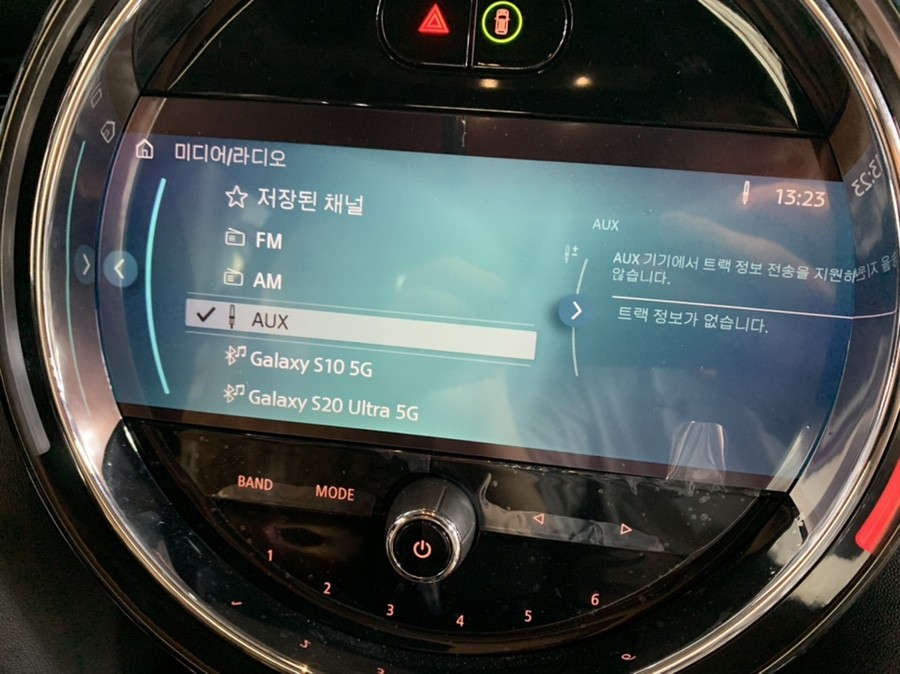 미디어/라디오
13:23
저장된 채널
FM
AM
AUX
Galaxy S10 5G
Galaxy S20 Ultra 5G
AUX
AUX 기기에서 트랙 정보 전송을 지원하
않습니다.
트랙 정보가 없습니다.
BAND
MODE
1
2
3
4
5
6